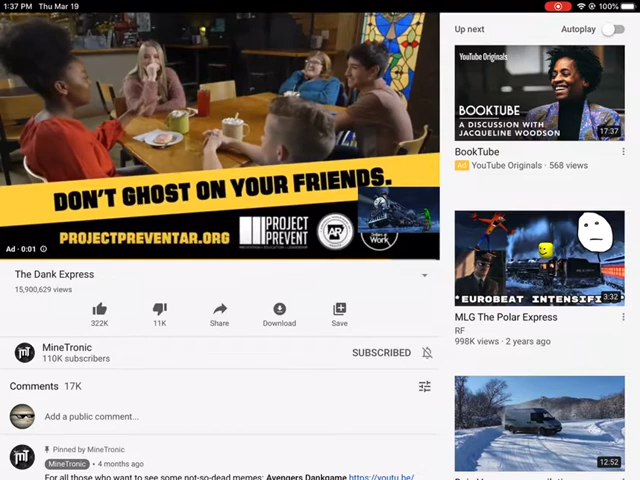 1:37 PM Thu Mar 19
100%
DON'T GHOST ON YOUR FRIENDS.
PROJECTPREVENTAR.ORG
PROJECT
PREVENT
AR
Work
Ad · 0:01
The Dank Express
15,900,629 views
322K
11K
Share
Download
Save
MineTronic
110K subscribers
SUBSCRIBED
Comments 17K
Add a public comment...
Pinned by MineTronic
MineTronic • 4 months ago
For all those who want to see some not-so-dead memes: Avengers Dankgame https://youtu.be/
Up next
Autoplay
YouTube Originals
BOOKTUBE
A DISCUSSION WITH
JACQUELINE WOODSON
17:37
BookTube
Ad YouTube Originals · 568 views
*EUROBEAT INTENSIFI
3:32
MLG The Polar Express
RF
998K views · 2 years ago
12:52